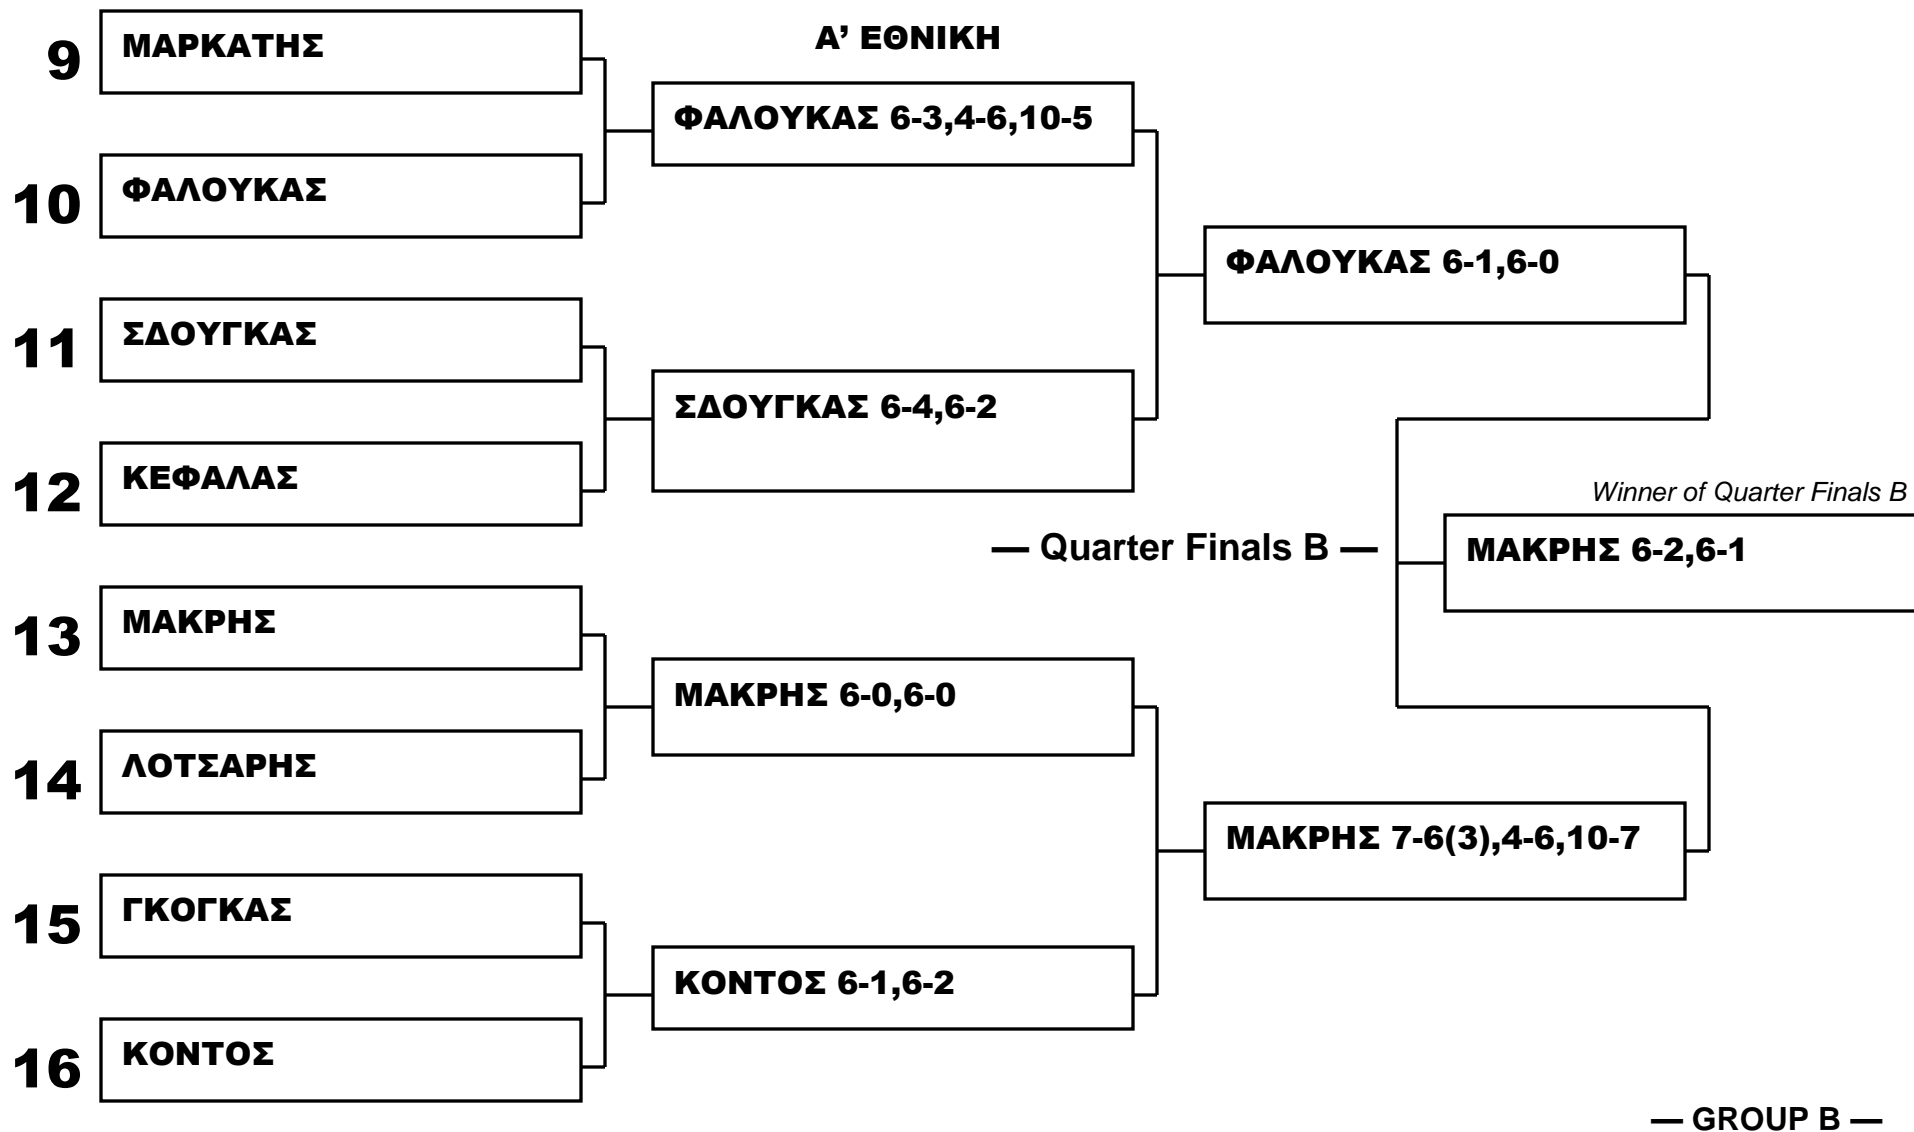 Α’ ΕΘΝΙΚΗ
9 ΜΑΡΚΑΤΗΣ
ΦΑΛΟΥΚΑΣ 6-3,4-6,10-5
10 ΦΑΛΟΥΚΑΣ
ΦΑΛΟΥΚΑΣ 6-1,6-0
11 ΣΔΟΥΓΚΑΣ
ΣΔΟΥΓΚΑΣ 6-4,6-2
12 ΚΕΦΑΛΑΣ
Winner of Quarter Finals B
— Quarter Finals B —
ΜΑΚΡΗΣ 6-2,6-1
13 ΜΑΚΡΗΣ
ΜΑΚΡΗΣ 6-0,6-0
14 ΛΟΤΣΑΡΗΣ
ΜΑΚΡΗΣ 7-6(3),4-6,10-7
15 ΓΚΟΓΚΑΣ
ΚΟΝΤΟΣ 6-1,6-2
16 ΚΟΝΤΟΣ
— GROUP B —